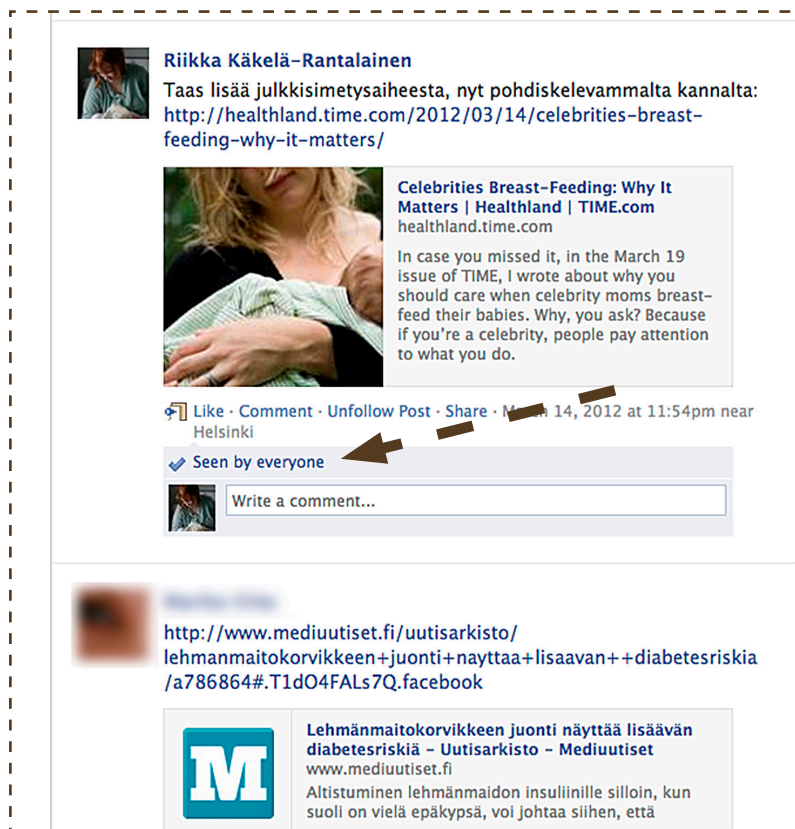 Riikka Käkelä-Rantalainen
Taas lisää julkkisimetysaiheesta, nyt pohdiskelevammalta kannalta:
http://healthland.time.com/2012/03/14/celebrities-breast-
feeding-why-it-matters/
Celebrities Breast-Feeding: Why It
Matters | Healthland | TIME.com
healthland.time.com
In case you missed it, in the March 19
issue of TIME, I wrote about why you
should care when celebrity moms breast-
feed their babies. Why, you ask? Because
if you're a celebrity, people pay attention
to what you do.
Like · Comment · Unfollow Post · Share · March 14, 2012 at 11:54pm near
Helsinki
Seen by everyone
Write a comment...
http://www.mediuutiset.fi/uutisarkisto/
lehmanmaitokorvikkeen+juonti+nayttaa+lisaavan++diabetesriskia
/a786864#.T1dO4FALs7Q.facebook
M
Lehmänmaitokorvikkeen juonti näyttää lisäävän
diabetesriskiä – Uutisarkisto – Mediuutiset
www.mediuutiset.fi
Altistuminen lehmänmaidon insuliinille silloin, kun
suoli on vielä epäkypsä, voi johtaa siihen, että